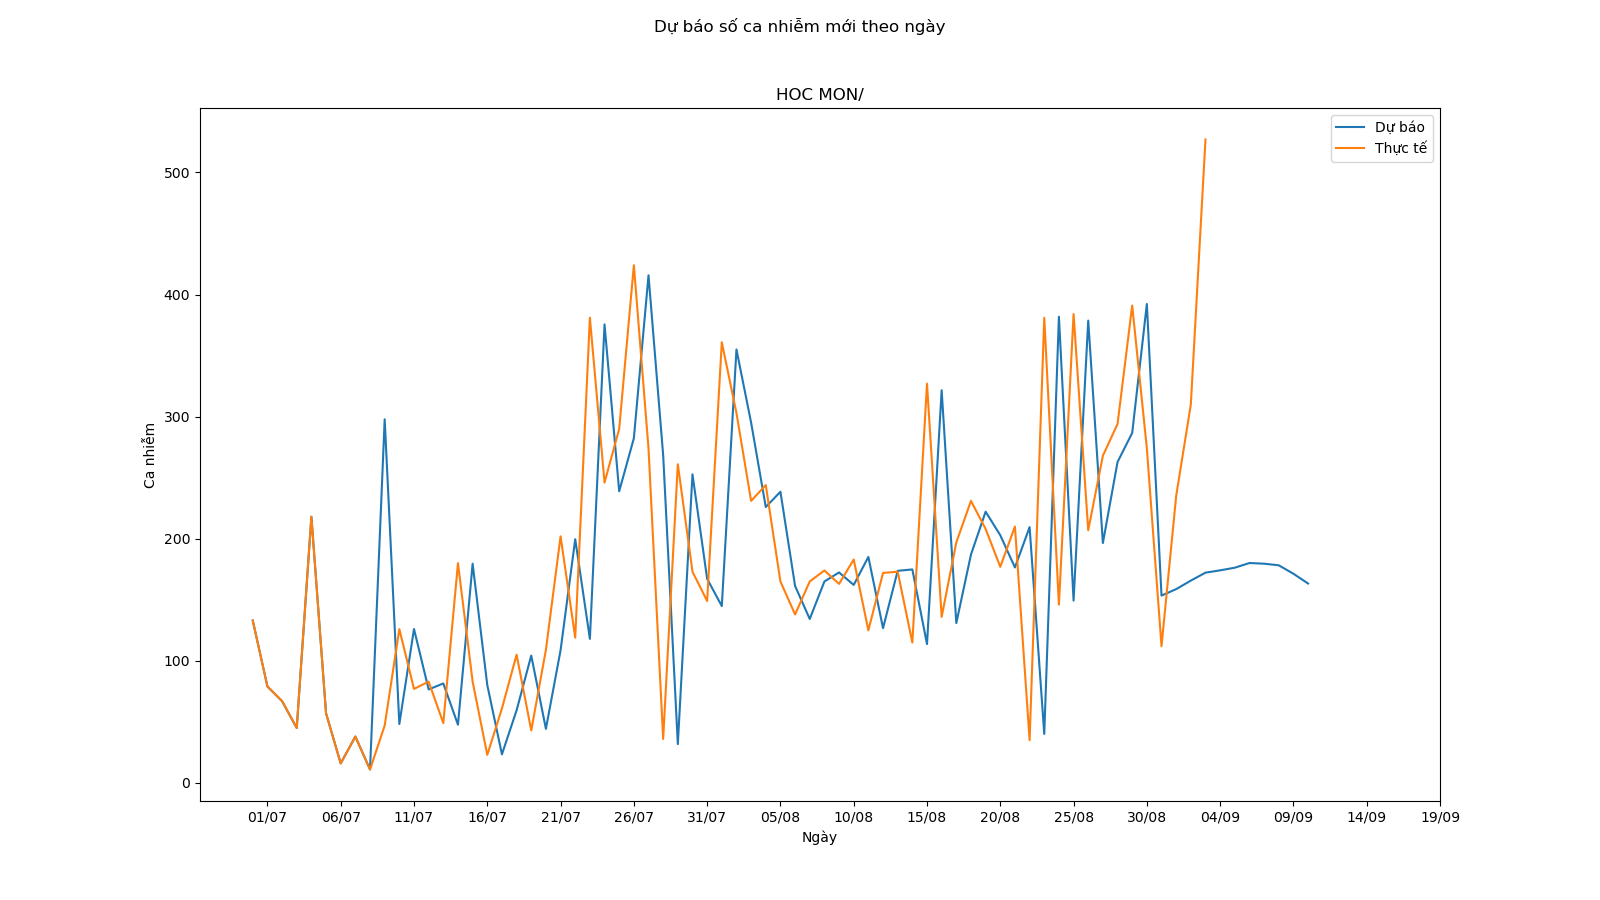 Dự báo số ca nhiễm mới theo ngày
HOC MON/
Dự báo
Thực tế
500
400
300
200
100
0
Ca nhiễm
01/07 06/07 11/07 16/07 21/07 26/07 31/07 05/08 10/08 15/08 20/08 25/08 30/08 04/09 09/09 14/09 19/09
Ngày